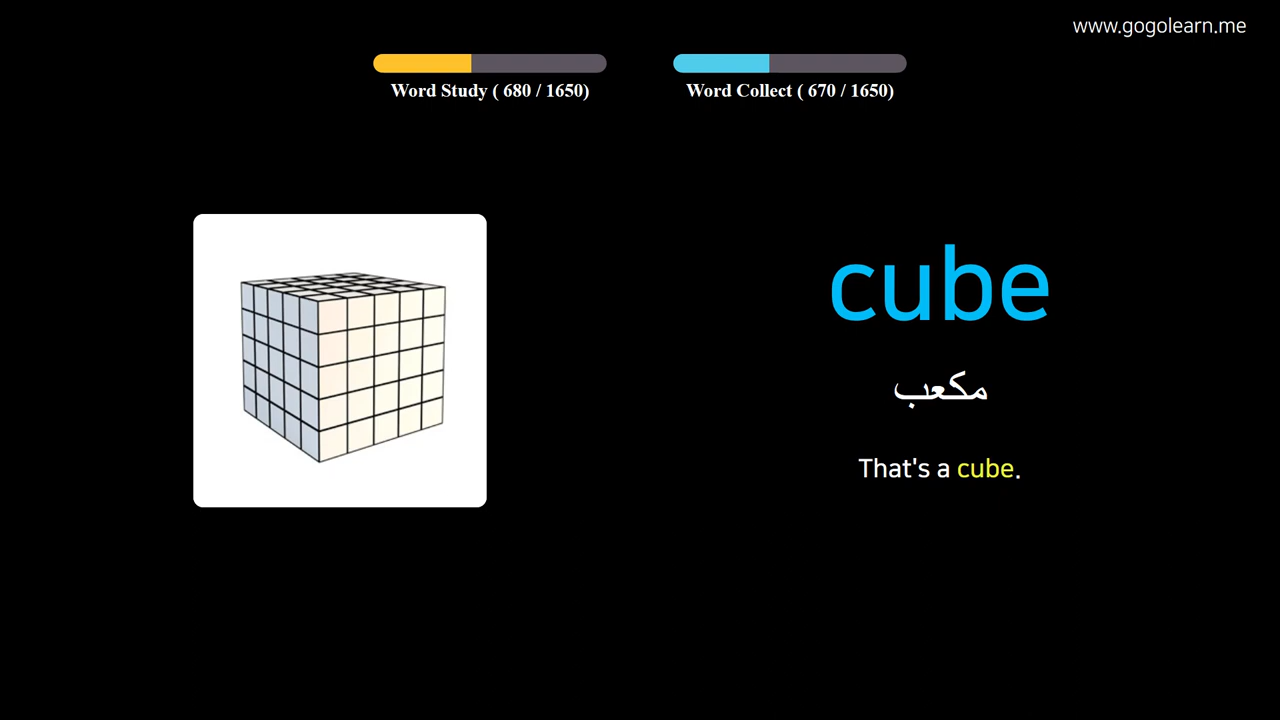 www.gogolearn.me
Word Study ( 680 / 1650)
Word Collect ( 670 / 1650)
cube
مكعب
That's a cube.